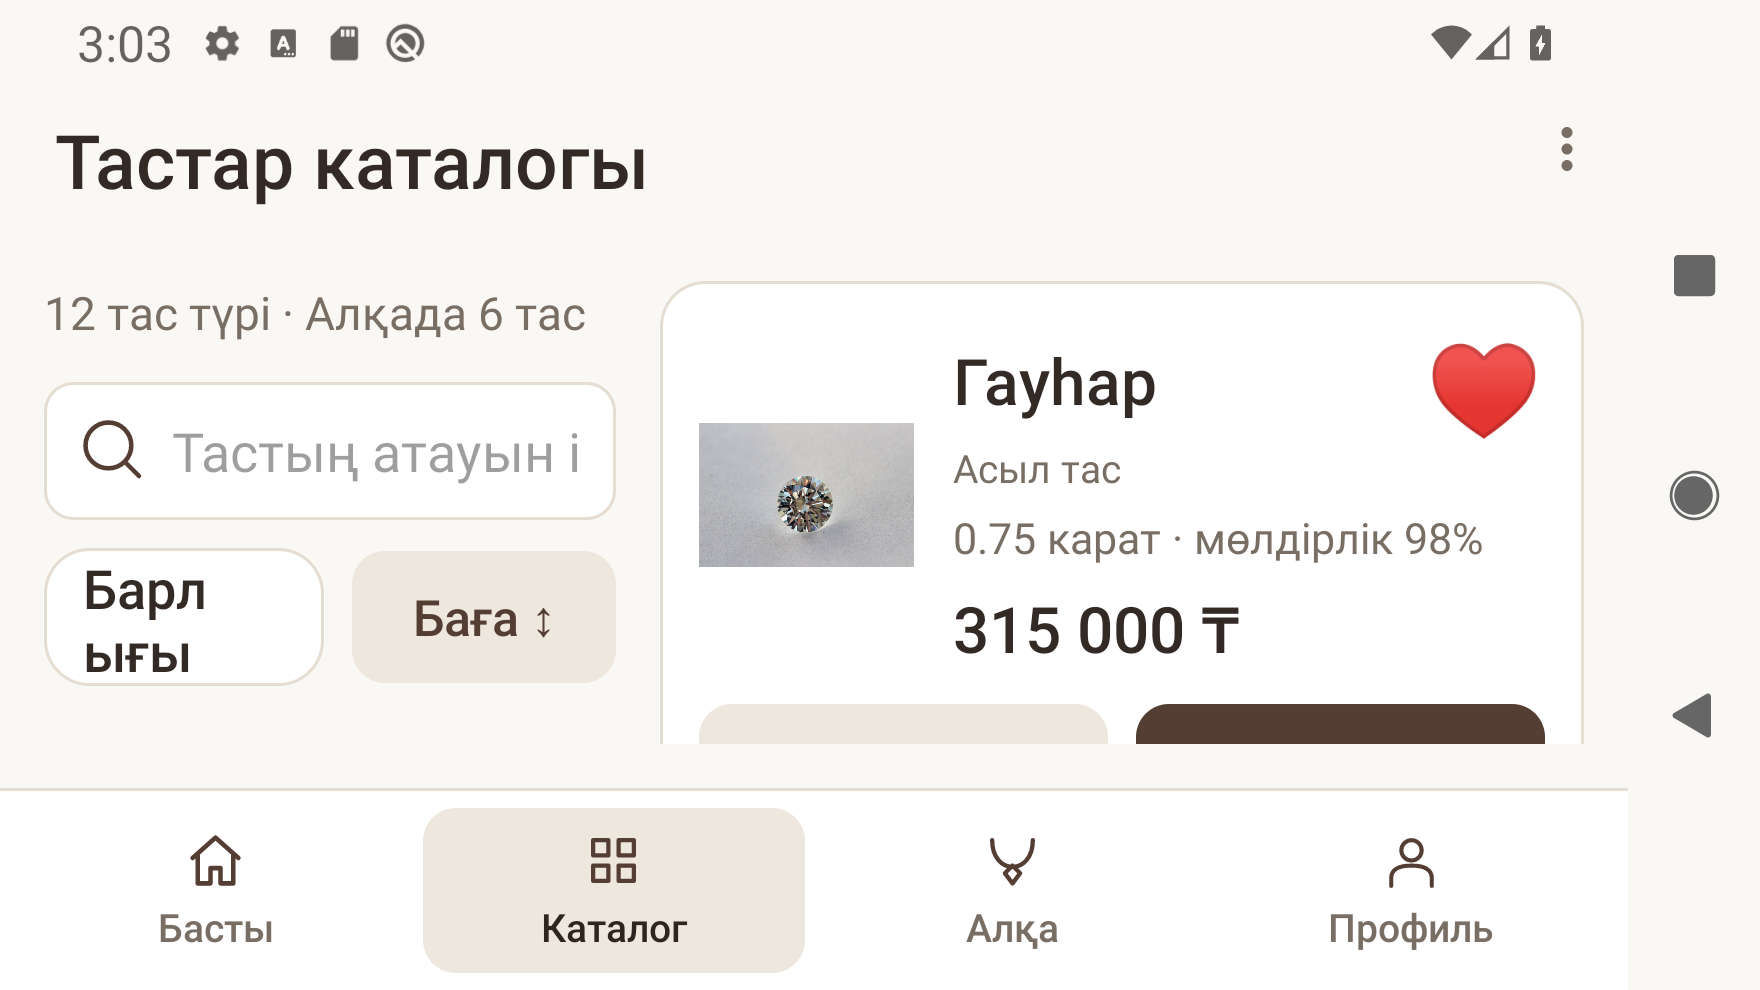 3:03
Тастар каталогы
12 тас түрі · Алқада 6 тас
Тастың атауын і
Барл
ығы
Баға ↕
Гауһар
Асыл тас
0.75 карат · мөлдірлік 98%
315 000 ₸
Басты
Каталог
Алқа
Профиль